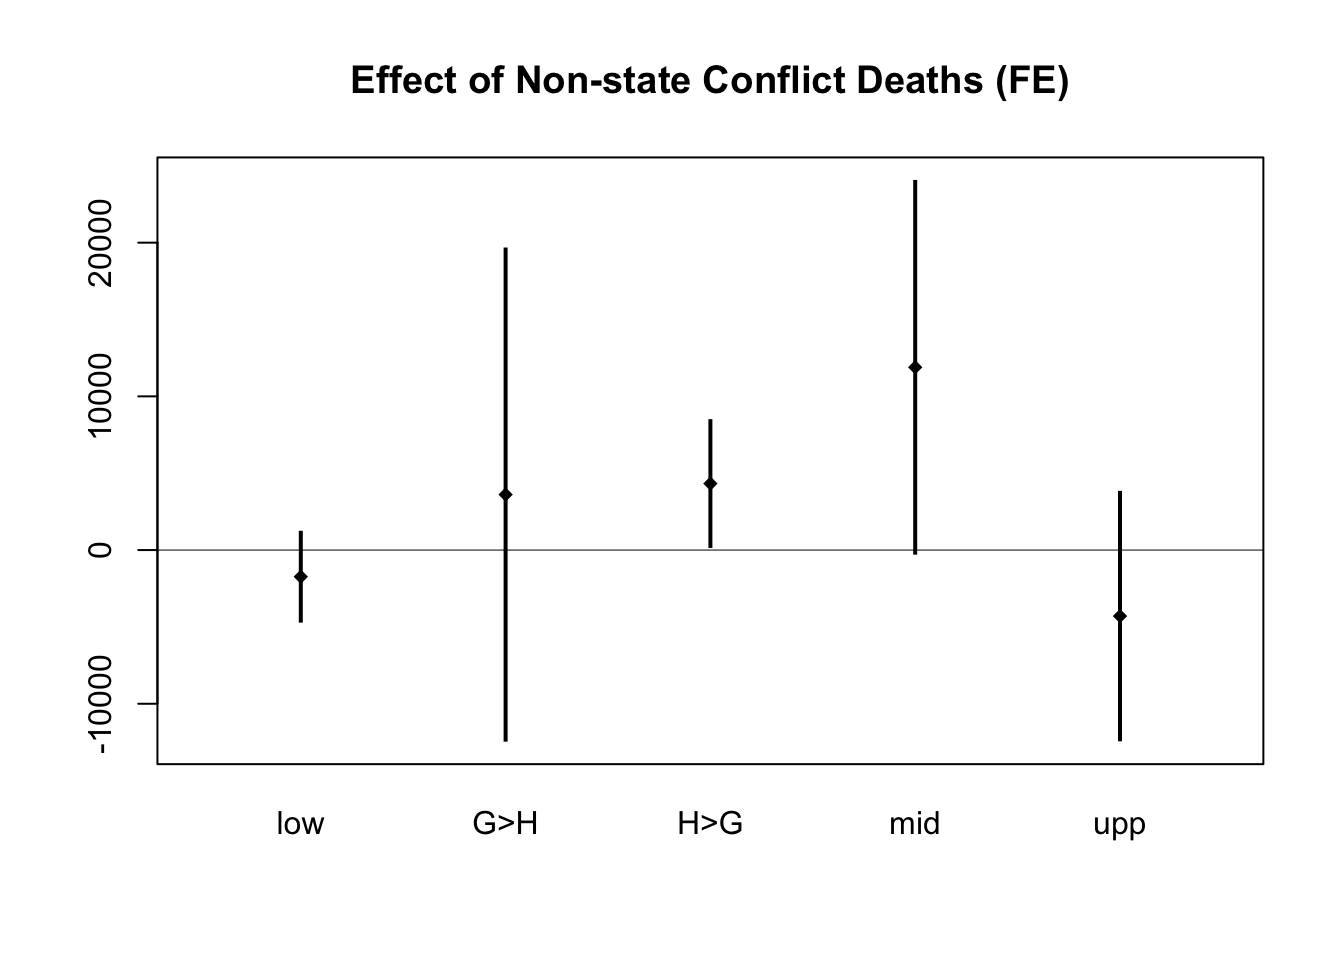 Effect of Non-state Conflict Deaths (FE)
20000
10000
0
-10000
low G>H H>G mid upp